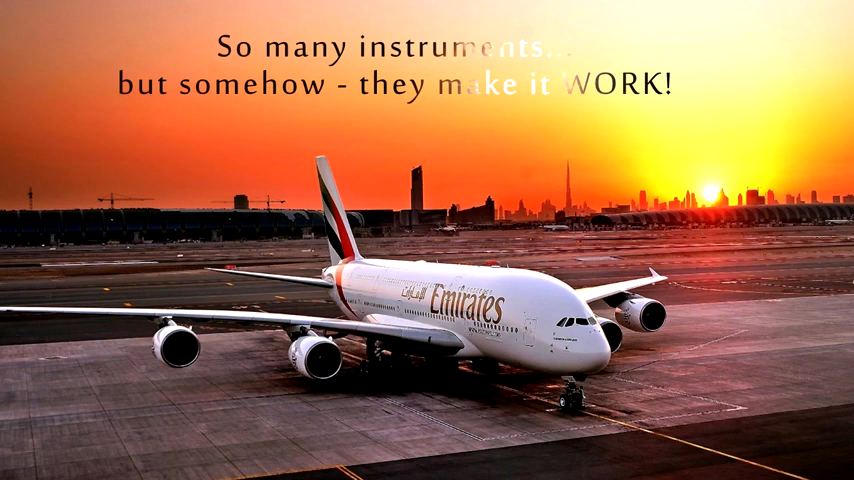 So many instruments...
but somehow - they make it WORK!
الإمارات Emirates